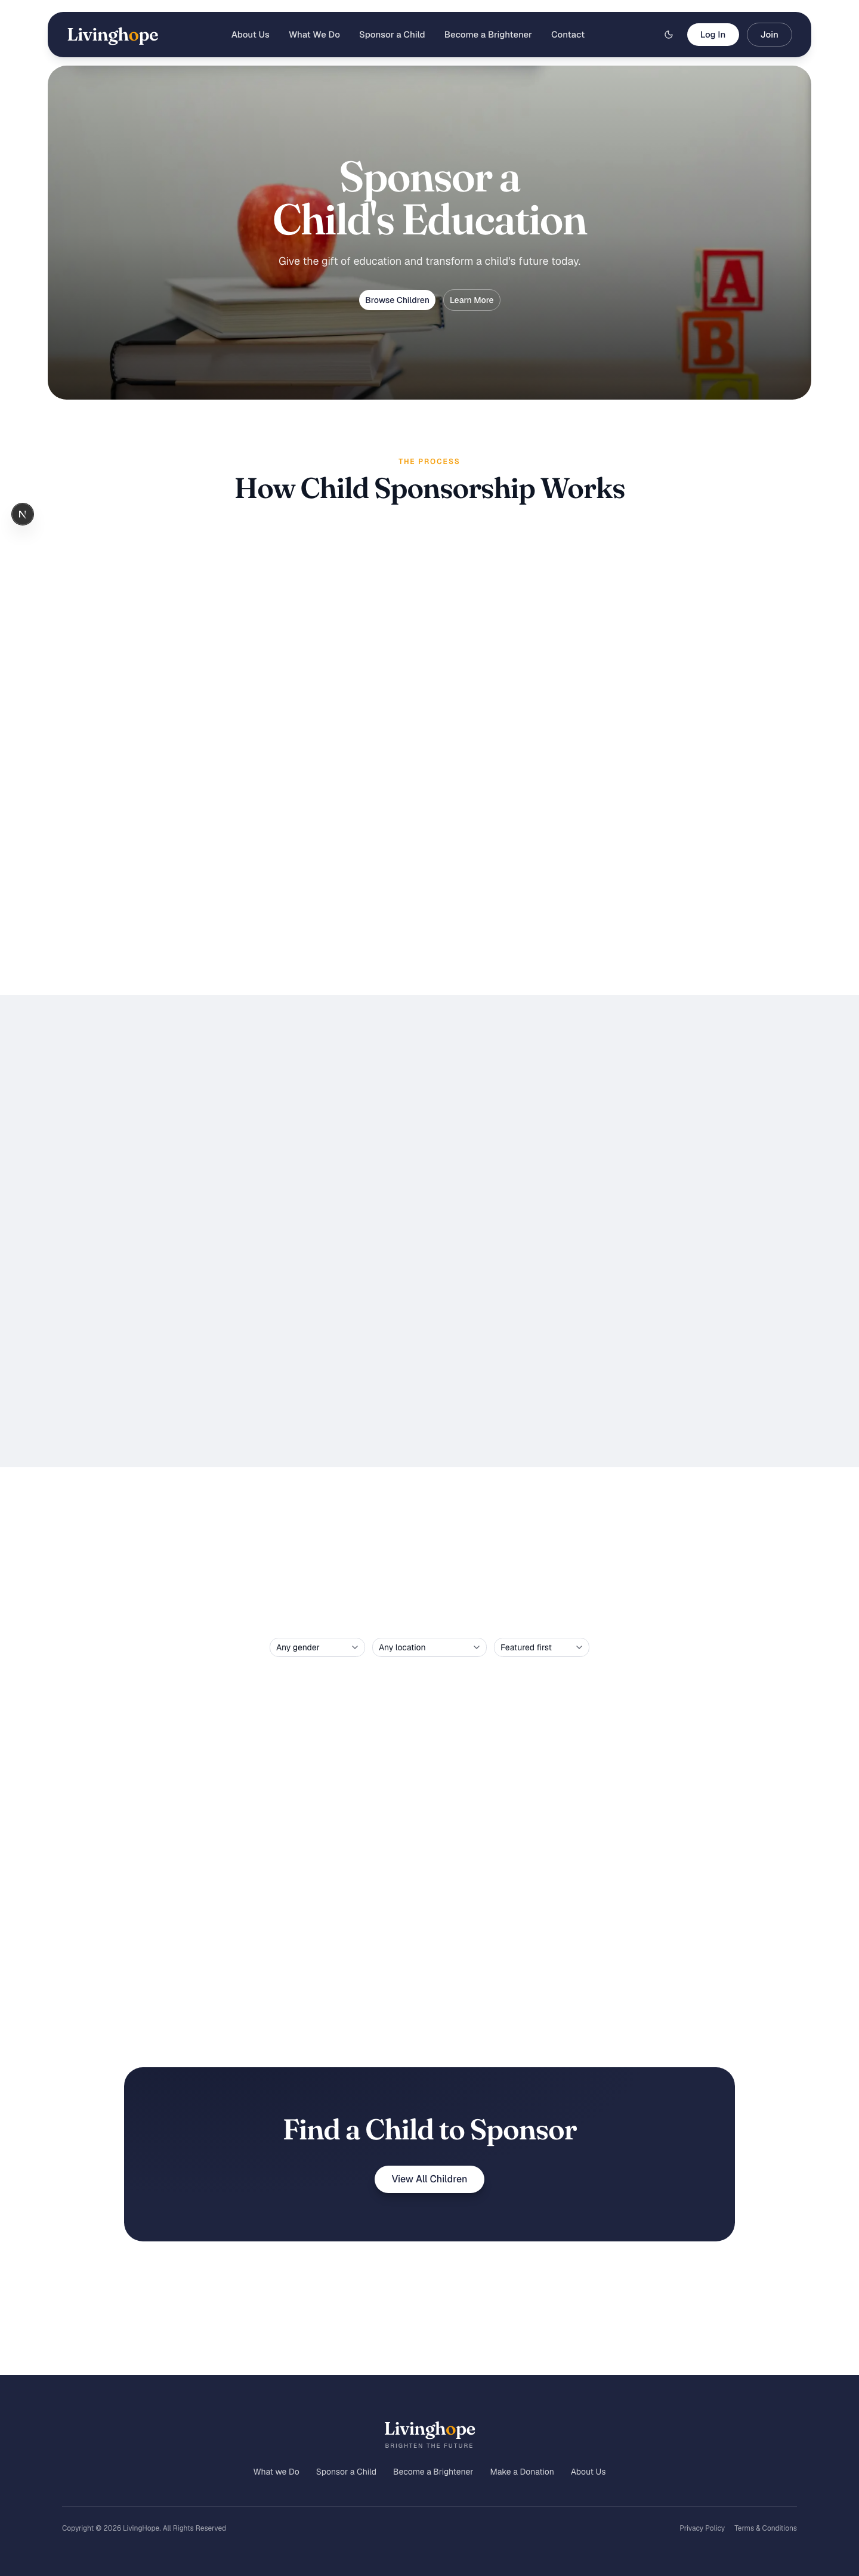 Livinghope
About Us
What We Do
Sponsor a Child
Become a Brightener
Contact
Log In
Join
Sponsor a
Child's Education
Give the gift of education and transform a child's future today.
Browse Children
Learn More
A
B
THE PROCESS
How Child Sponsorship Works
N
Any gender
Any location
Featured first
Find a Child to Sponsor
View All Children
Livinghope
BRIGHTEN THE FUTURE
What we Do
Sponsor a Child
Become a Brightener
Make a Donation
About Us
Copyright © 2026 LivingHope. All Rights Reserved
Privacy Policy
Terms & Conditions